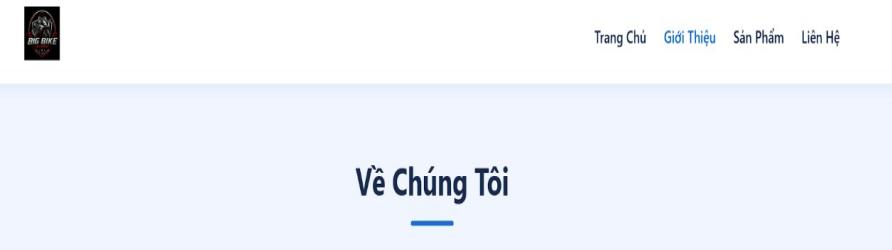 BIG BIKE
Trang Chủ Giới Thiệu Sản Phẩm Liên Hệ
Về Chúng Tôi